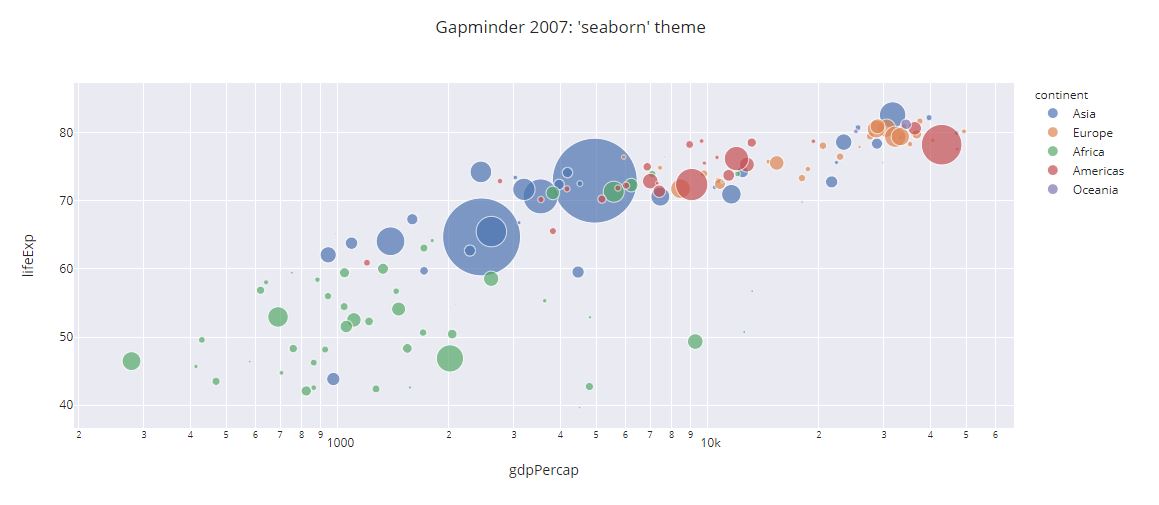 Gapminder 2007: 'seaborn' theme
continent
Asia
Europe
Africa
Americas
Oceania
lifeExp
80
70
60
50
40
2 3 4 5 6 7 8 9 1000 2 3 4 5 6 7 8 9 10k 2 3 4 5 6
gdpPercap